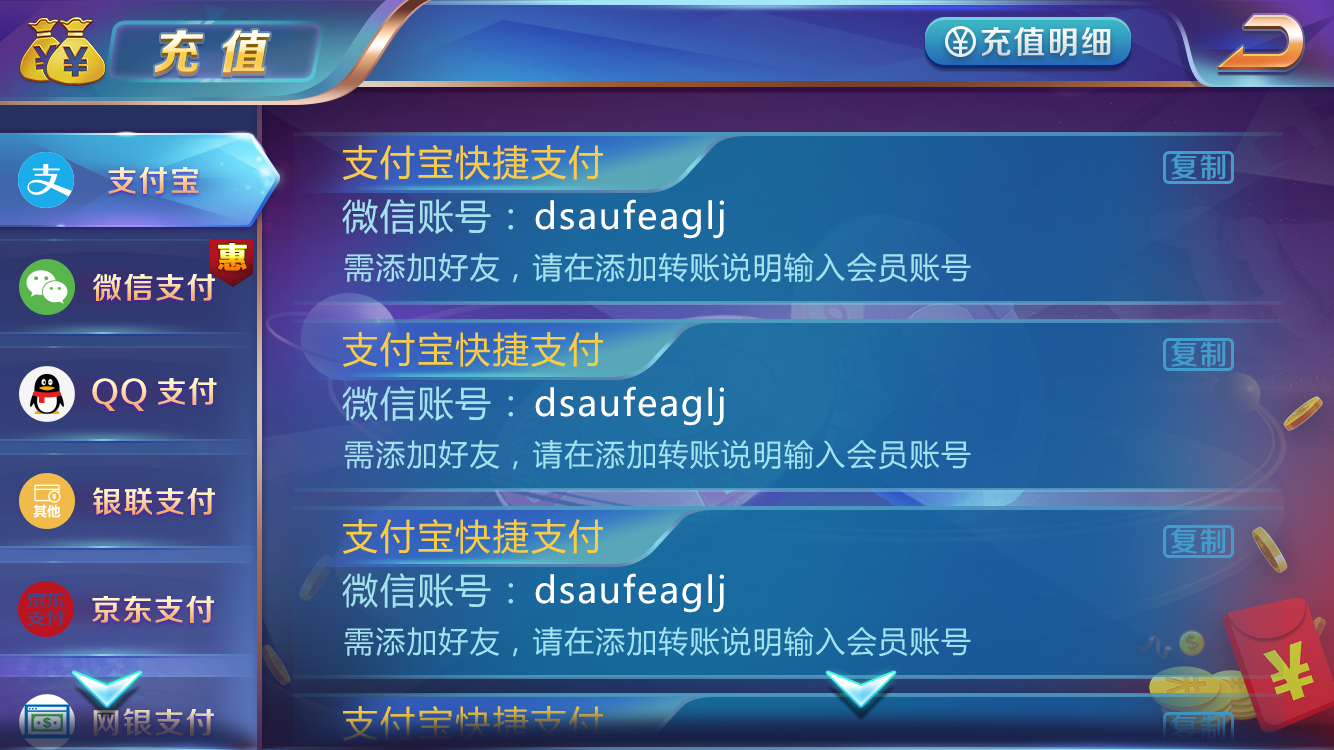 充值
充值明细
支付宝
微信支付
惠
QQ支付
其他
银联支付
京东
支付
京东支付
网银支付
支付宝快捷支付
复制
微信账号：dsaufeaglj
需添加好友，请在添加转账说明输入会员账号
支付宝快捷支付
复制
微信账号：dsaufeaglj
需添加好友，请在添加转账说明输入会员账号
支付宝快捷支付
复制
微信账号：dsaufeaglj
需添加好友，请在添加转账说明输入会员账号
支付宝快捷支付
复制